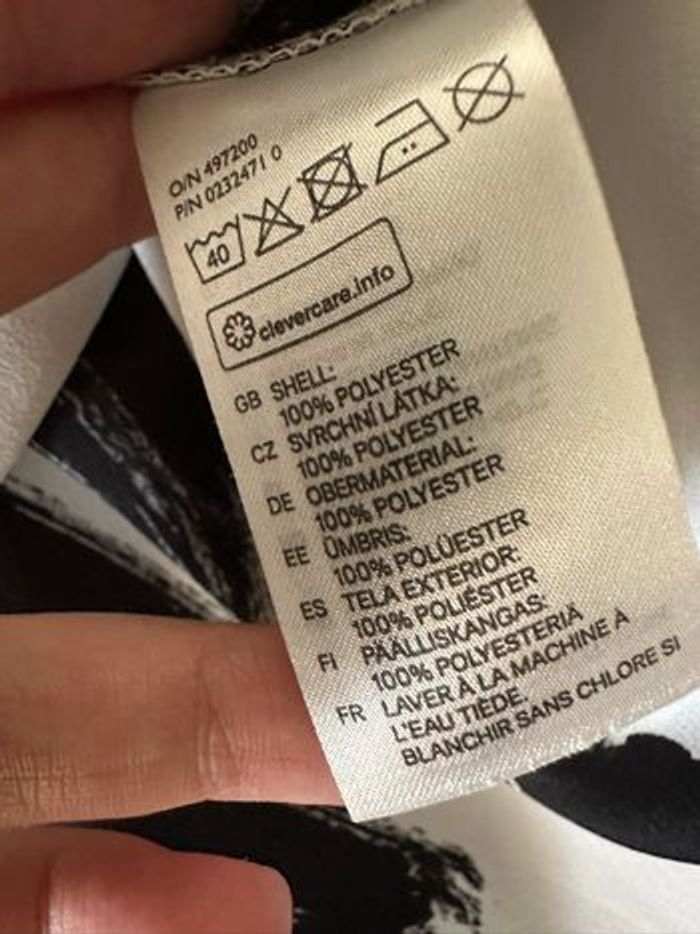 O/N 497200
P/N 0232471 0
40
clevercare.info
GB SHELL:
100% POLYESTER
CZ SVRCHNÍ LÁTKA:
100% POLYESTER
DE OBERMATERIAL:
100% POLYESTER
EE ÜMBRIS:
100% POLÜESTER
ES TELA EXTERIOR:
100% POLIÉSTER
FI PÄÄLLISKANGAS:
100% POLYESTERIÄ
FR LAVER À LA MACHINE À
L'EAU TIÈDE.
BLANCHIR SANS CHLORE SI